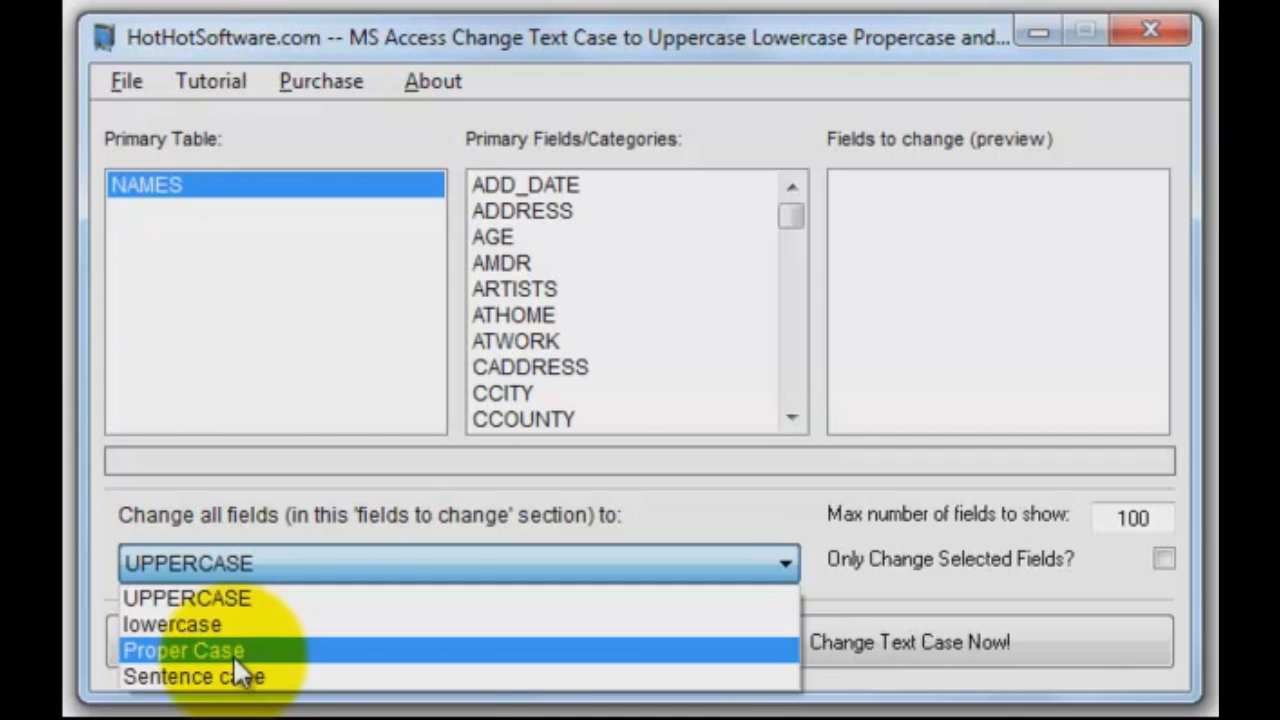 HotHotSoftware.com -- MS Access Change Text Case to Uppercase Lowercase Propercase and...
File Tutorial Purchase About
Primary Table: Primary Fields/Categories: Fields to change (preview)
NAMES
ADD_DATE
ADDRESS
AGE
AMDR
ARTISTS
ATHOME
ATWORK
CADDRESS
CCITY
CCOUNTY
Change all fields (in this 'fields to change' section) to:
Max number of fields to show: 100
UPPERCASE
Only Change Selected Fields?
UPPERCASE
lowercase
Proper Case
Sentence case
Change Text Case Now!